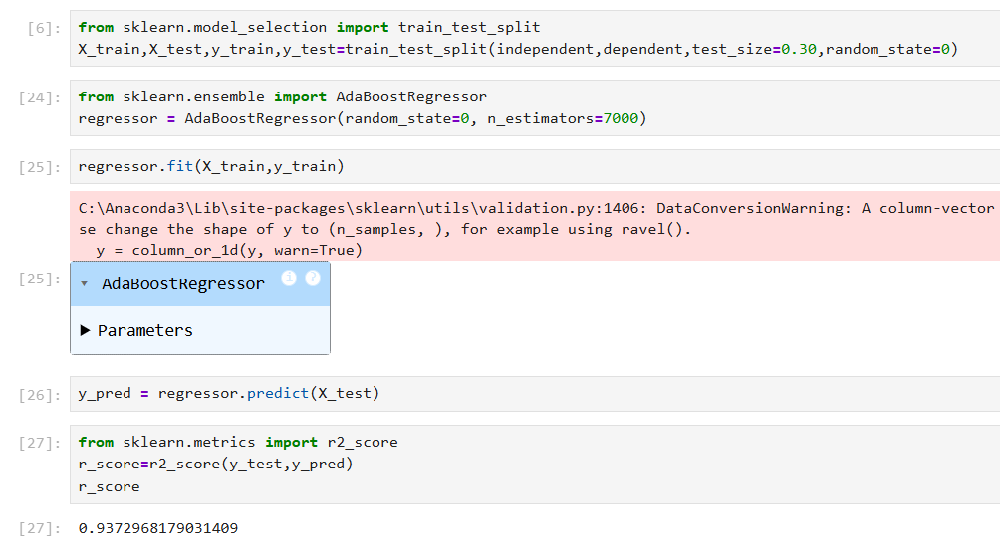 [6]: from sklearn.model_selection import train_test_split
X_train,X_test,y_train,y_test=train_test_split(independent,dependent,test_size=0.30,random_state=0)
[24]: from sklearn.ensemble import AdaBoostRegressor
regressor = AdaBoostRegressor(random_state=0, n_estimators=7000)
[25]: regressor.fit(X_train,y_train)
C:\Anaconda3\Lib\site-packages\sklearn\utils\validation.py:1406: DataConversionWarning: A column-vector
se change the shape of y to (n_samples, ), for example using ravel().
y = column_or_1d(y, warn=True)
[25]: ▾ AdaBoostRegressor i ?
▶ Parameters
[26]: y_pred = regressor.predict(X_test)
[27]: from sklearn.metrics import r2_score
r_score=r2_score(y_test,y_pred)
r_score
[27]: 0.9372968179031409